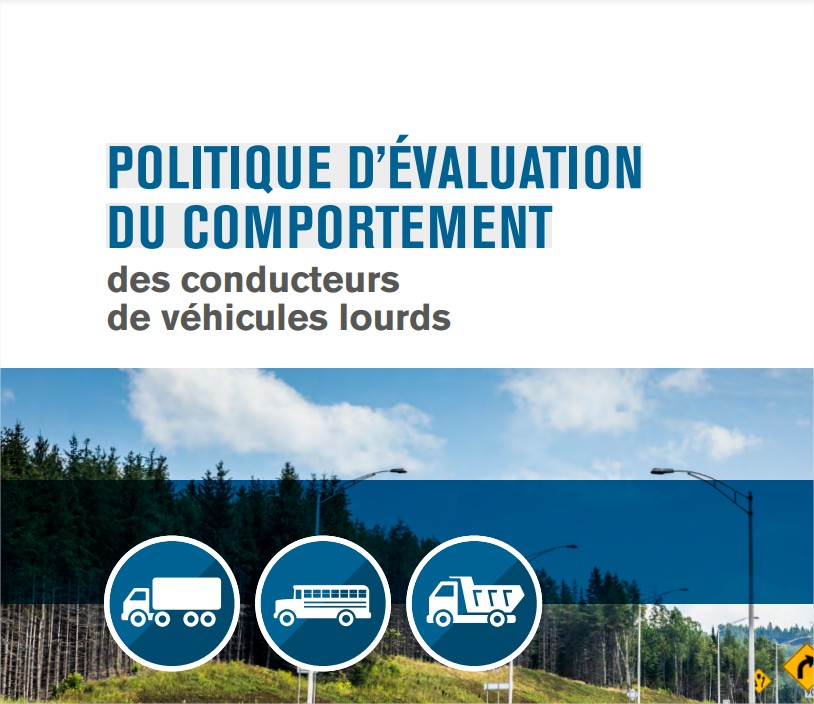 POLITIQUE D’ÉVALUATION
DU COMPORTEMENT
des conducteurs
de véhicules lourds